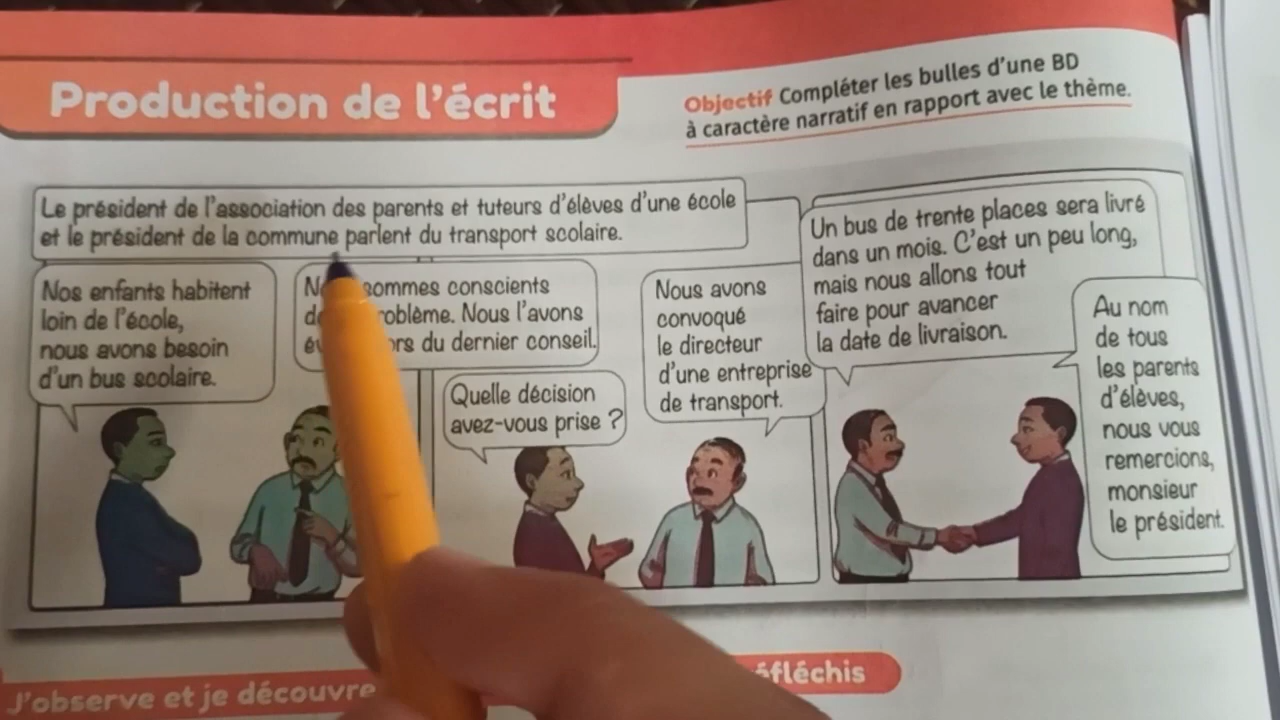 Production de l'écrit
Objectif Compléter les bulles d'une BD
à caractère narratif en rapport avec le thème.
Le président de l'association des parents et tuteurs d'élèves d'une école
et le président de la commune parlent du transport scolaire.
Nos enfants habitent
loin de l'école,
nous avons besoin
d'un bus scolaire.
sommes conscients
Nous l'avons
du dernier conseil.
Quelle décision
avez-vous prise ?
Nous avons
convoqué
le directeur
d'une entreprise
de transport.
Un bus de trente places sera livré
dans un mois. C'est un peu long,
mais nous allons tout
faire pour avancer
la date de livraison.
Au nom
de tous
les parents
d'élèves,
nous vous
remercions,
monsieur
le président.
J'observe et je découvre